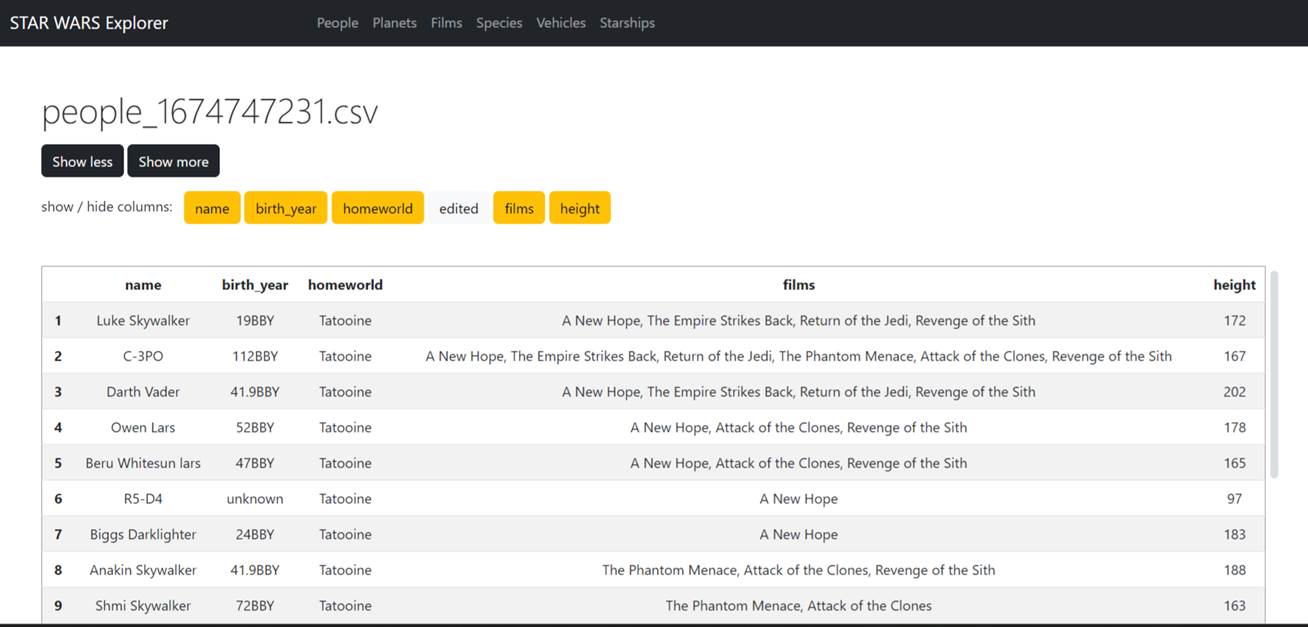 STAR WARS Explorer People Planets Films Species Vehicles Starships
people_1674747231.csv
Show less Show more
show / hide columns: name birth_year homeworld edited films height
name birth_year homeworld films height
1 Luke Skywalker 19BBY Tatooine A New Hope, The Empire Strikes Back, Return of the Jedi, Revenge of the Sith 172
2 C-3PO 112BBY Tatooine A New Hope, The Empire Strikes Back, Return of the Jedi, The Phantom Menace, Attack of the Clones, Revenge of the Sith 167
3 Darth Vader 41.9BBY Tatooine A New Hope, The Empire Strikes Back, Return of the Jedi, Revenge of the Sith 202
4 Owen Lars 52BBY Tatooine A New Hope, Attack of the Clones, Revenge of the Sith 178
5 Beru Whitesun lars 47BBY Tatooine A New Hope, Attack of the Clones, Revenge of the Sith 165
6 R5-D4 unknown Tatooine A New Hope 97
7 Biggs Darklighter 24BBY Tatooine A New Hope 183
8 Anakin Skywalker 41.9BBY Tatooine The Phantom Menace, Attack of the Clones, Revenge of the Sith 188
9 Shmi Skywalker 72BBY Tatooine The Phantom Menace, Attack of the Clones 163